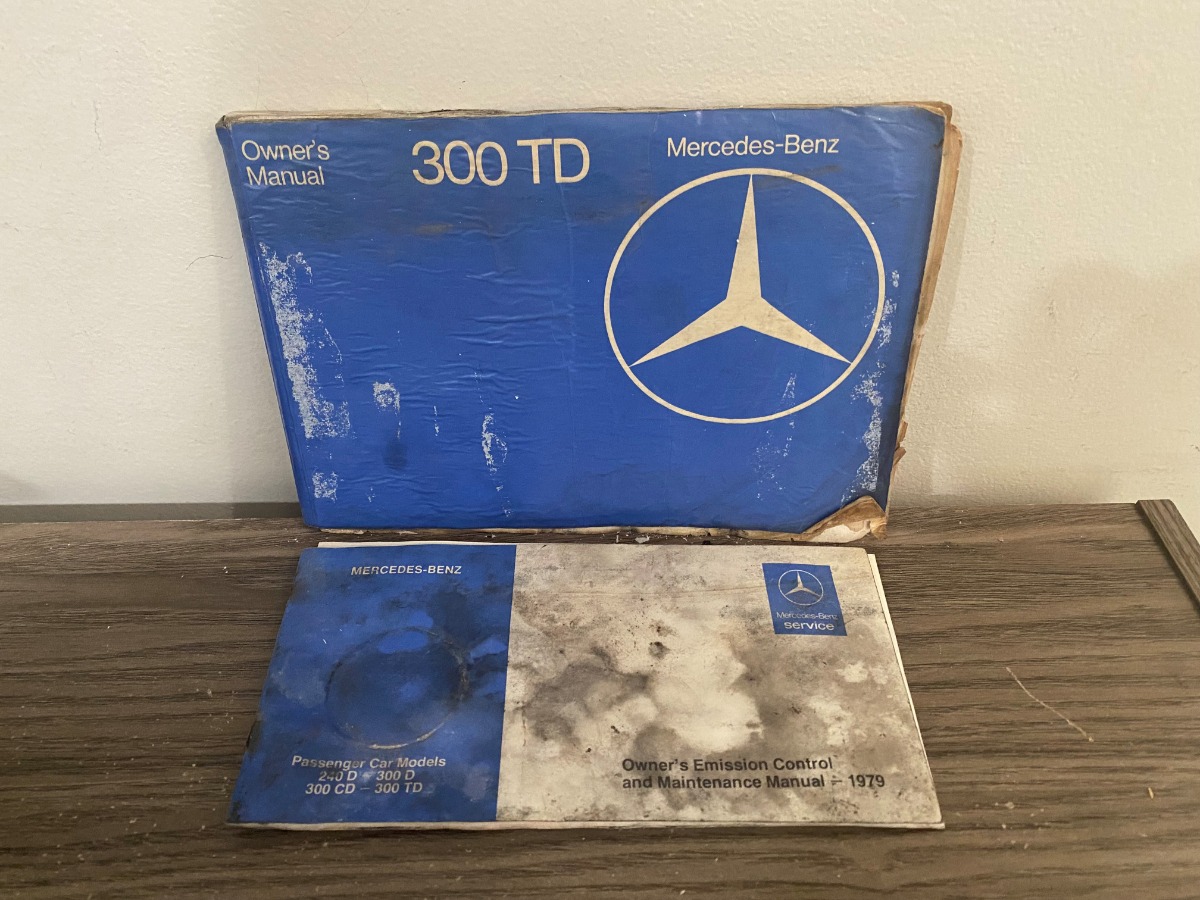 Owner's
Manual
300 TD
Mercedes-Benz
MERCEDES-BENZ
Passenger Car Models
240 D – 300 D
300 CD – 300 TD
Mercedes-Benz
service
Owner's Emission Control
and Maintenance Manual – 1979